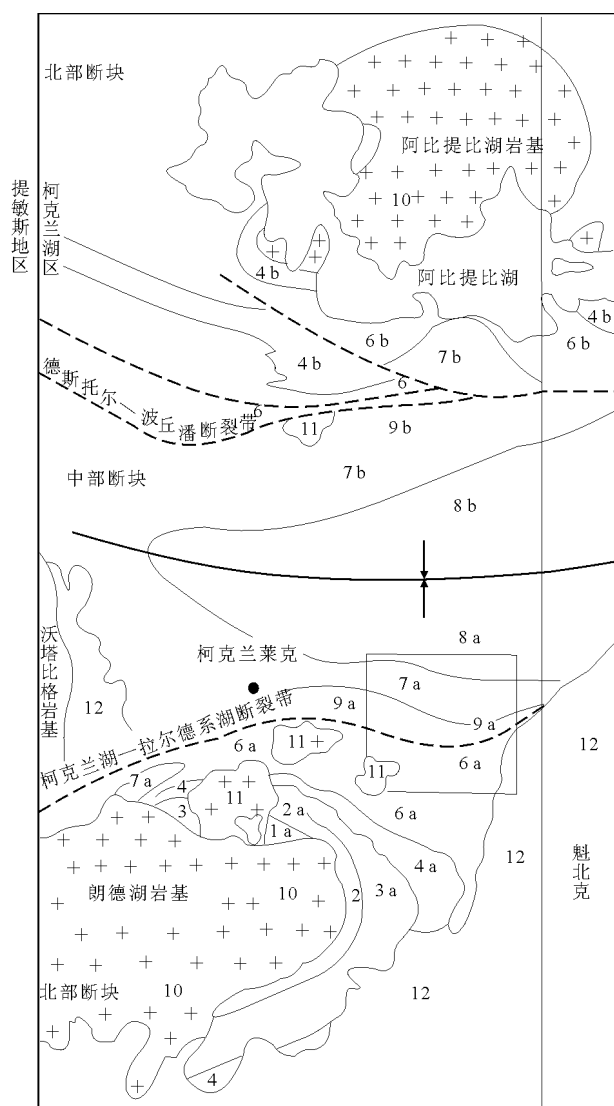 北部断块
阿比提比湖岩基
10
提敏斯地区
柯克兰湖区
4 b
阿比提比湖
4 b
6 b
6 b
4 b
7 b
6
6
德斯托尔—波丘潘断裂带
11
9 b
7 b
中部断块
8 b
沃塔比格岩基
柯克兰莱克
8 a
7 a
12
9 a
9 a
柯克兰湖—拉尔德系湖断裂带
6 a
11
6 a
12
11
7 a
4
11
3
2 a
1 a
6 a
4 a
12
魁北克
朗德湖岩基
10
2
3 a
北部断块
10
12
4